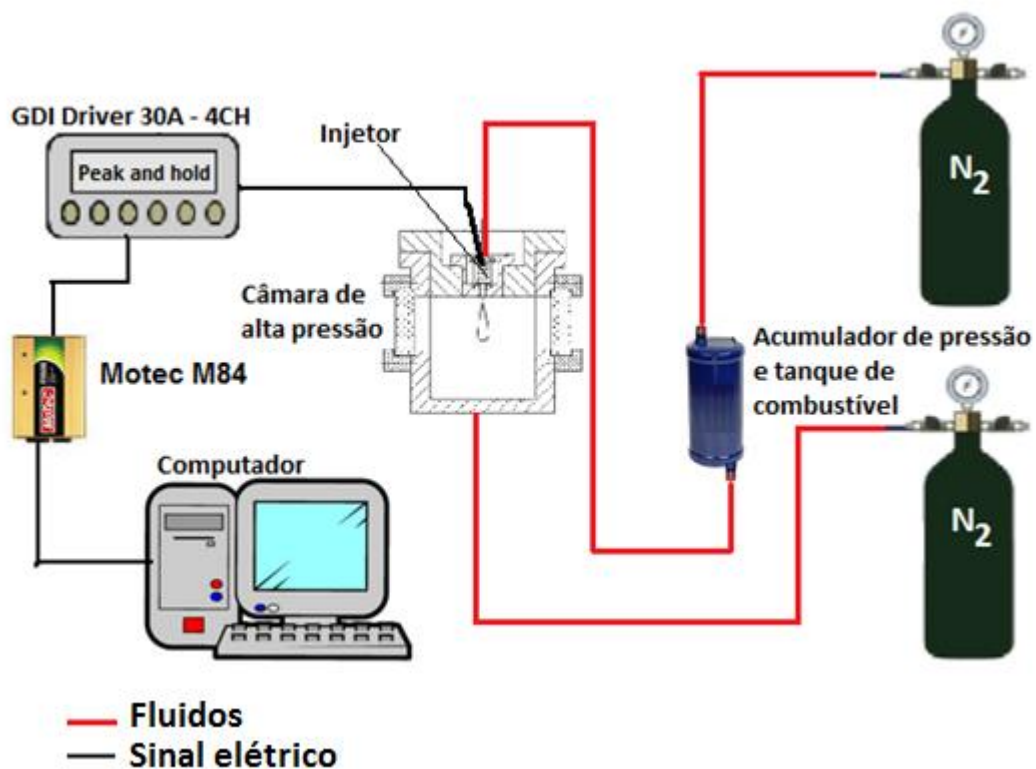 GDI Driver 30A - 4CH
Peak and hold
Injetor
N2
Câmara de
alta pressão
Acumulador de pressão
e tanque de
combustível
Motec M84
Computador
N2
Fluidos
Sinal elétrico